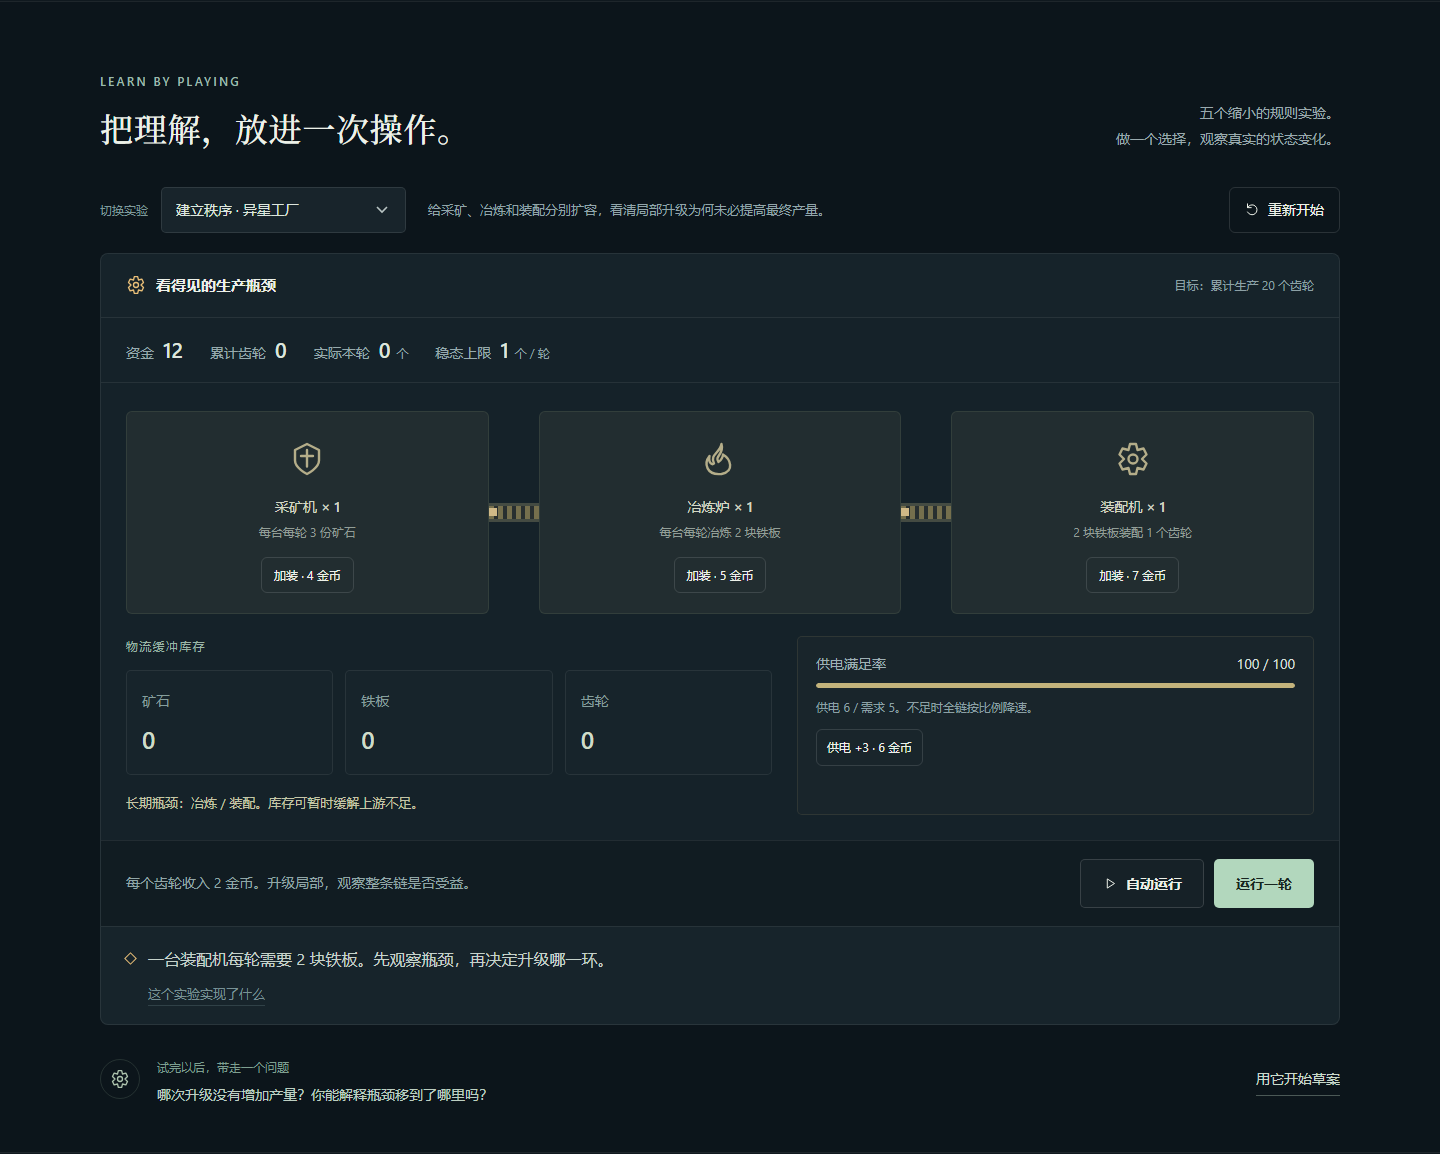 LEARN BY PLAYING
把理解，放进一次操作。
五个缩小的规则实验。
做一个选择，观察真实的状态变化。
切换实验
建立秩序 · 异星工厂
给采矿、冶炼和装配分别扩容，看清局部升级为何未必提高最终产量。
重新开始
看得见的生产瓶颈
目标：累计生产 20 个齿轮
资金 12 累计齿轮 0 实际本轮 0 个 稳态上限 1 个 / 轮
采矿机 × 1
每台每轮 3 份矿石
加装 · 4 金币
冶炼炉 × 1
每台每轮冶炼 2 块铁板
加装 · 5 金币
装配机 × 1
2 块铁板装配 1 个齿轮
加装 · 7 金币
物流缓冲库存
矿石
0
铁板
0
齿轮
0
长期瓶颈：冶炼 / 装配。库存可暂时缓解上游不足。
供电满足率
100 / 100
供电 6 / 需求 5。不足时全链按比例降速。
供电 +3 · 6 金币
每个齿轮收入 2 金币。升级局部，观察整条链是否受益。
自动运行
运行一轮
一台装配机每轮需要 2 块铁板。先观察瓶颈，再决定升级哪一环。
这个实验实现了什么
试完以后，带走一个问题
哪次升级没有增加产量？你能解释瓶颈移到了哪里吗？
用它开始草案